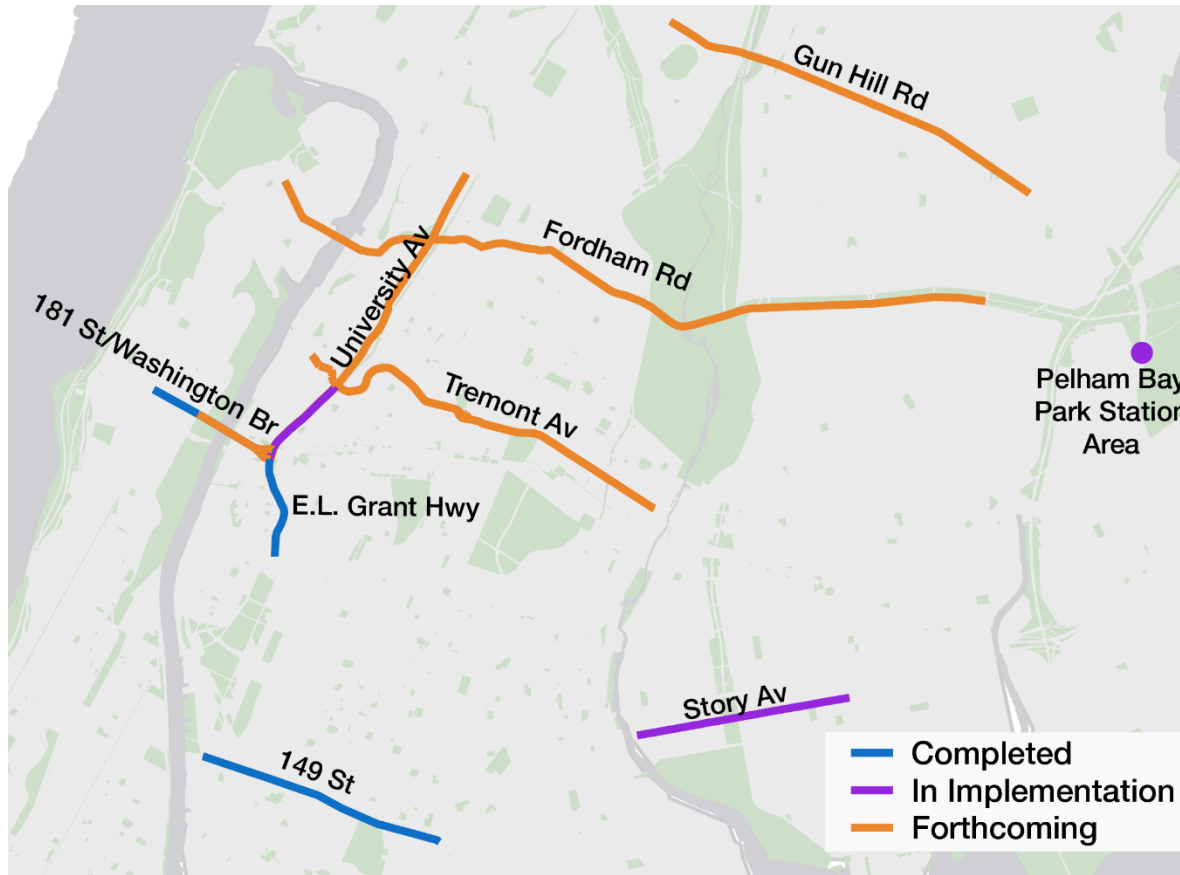 Gun Hill Rd
Fordham Rd
University Av
181 St/Washington Br
Tremont Av
Pelham Bay
Park Station
Area
E.L. Grant Hwy
Story Av
149 St
Completed
In Implementation
Forthcoming